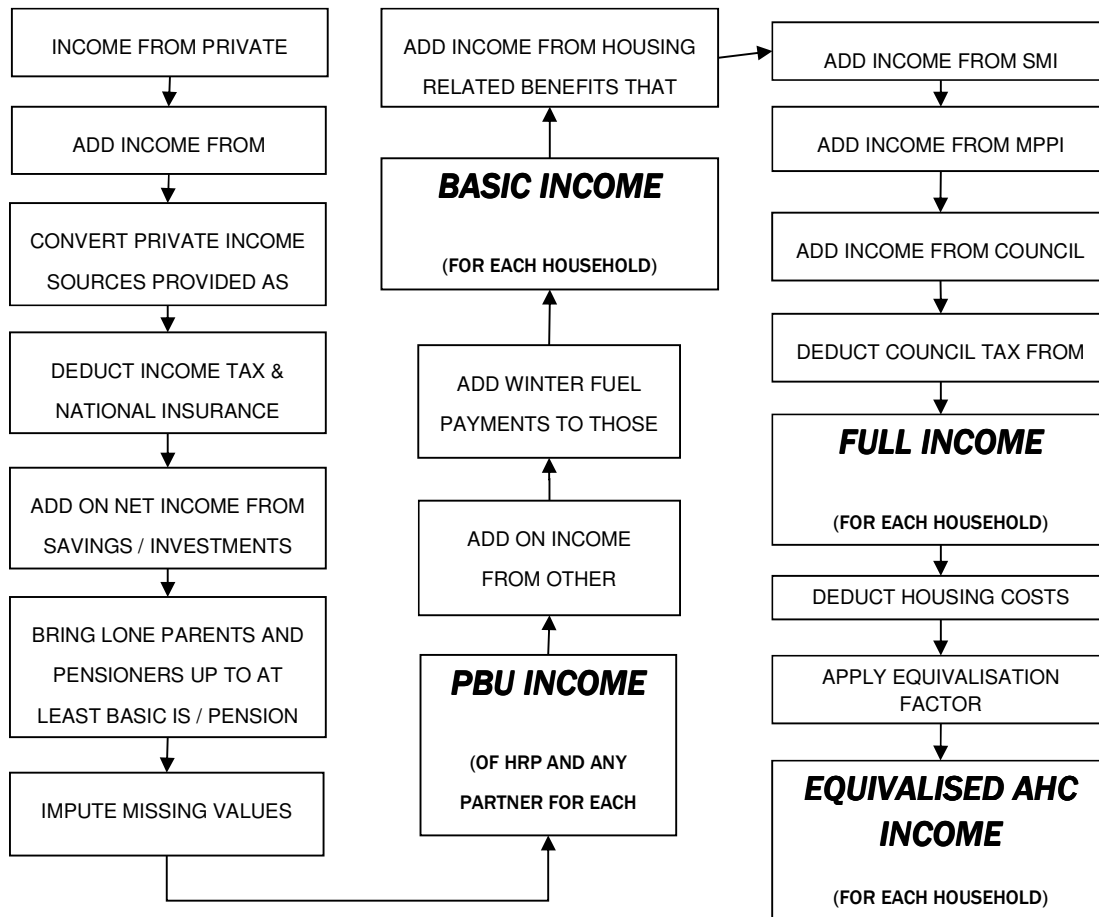 INCOME FROM PRIVATE
ADD INCOME FROM
CONVERT PRIVATE INCOME
SOURCES PROVIDED AS
DEDUCT INCOME TAX &
NATIONAL INSURANCE
ADD ON NET INCOME FROM
SAVINGS / INVESTMENTS
BRING LONE PARENTS AND
PENSIONERS UP TO AT
LEAST BASIC IS / PENSION
IMPUTE MISSING VALUES
PBU INCOME
(OF HRP AND ANY
PARTNER FOR EACH
ADD ON INCOME
FROM OTHER
ADD WINTER FUEL
PAYMENTS TO THOSE
BASIC INCOME
(FOR EACH HOUSEHOLD)
ADD INCOME FROM HOUSING
RELATED BENEFITS THAT
ADD INCOME FROM SMI
ADD INCOME FROM MPPI
ADD INCOME FROM COUNCIL
DEDUCT COUNCIL TAX FROM
FULL INCOME
(FOR EACH HOUSEHOLD)
DEDUCT HOUSING COSTS
APPLY EQUIVALISATION
FACTOR
EQUIVALISED AHC
INCOME
(FOR EACH HOUSEHOLD)